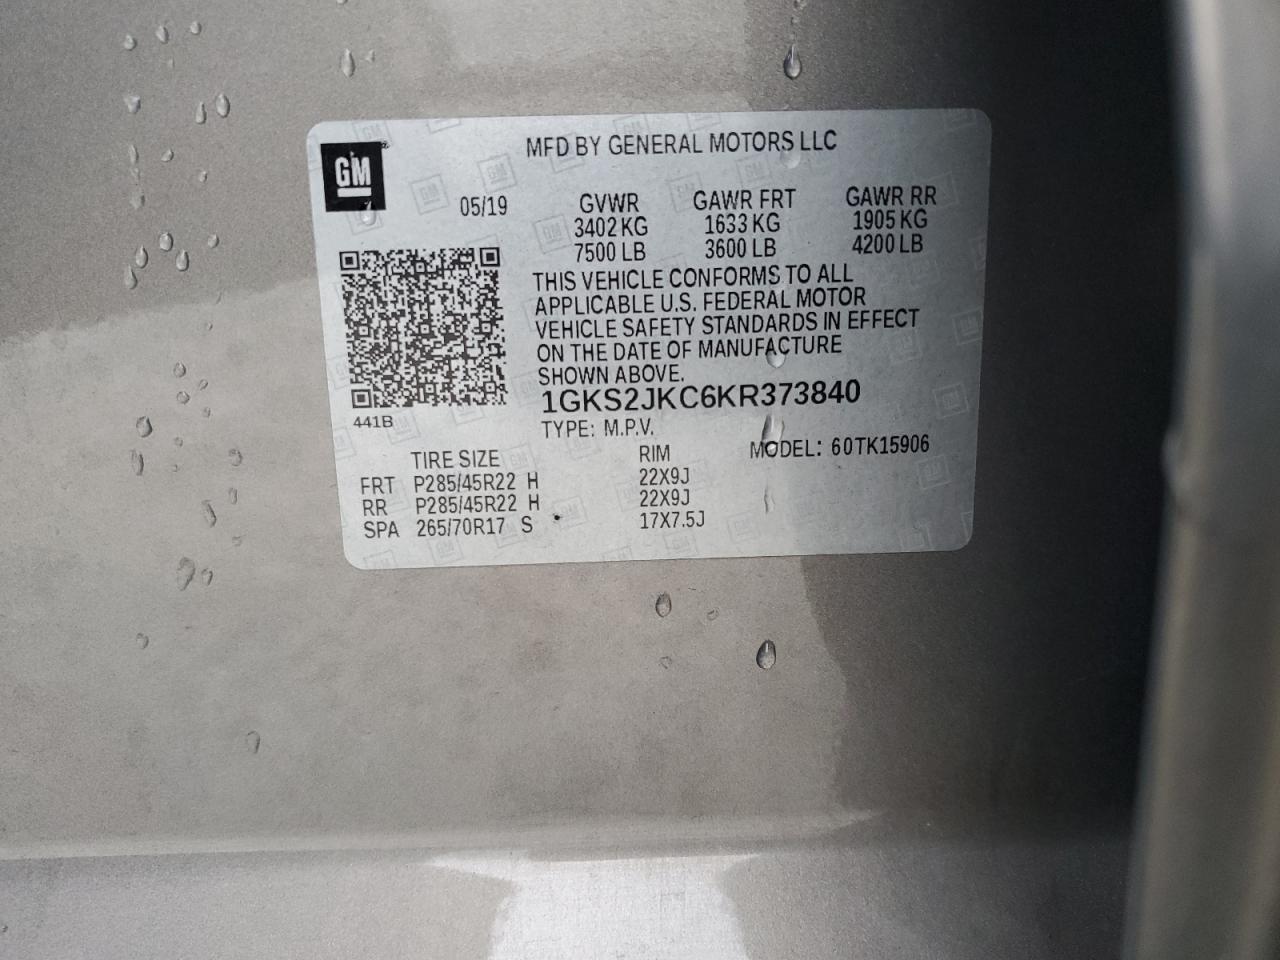 MFD BY GENERAL MOTORS LLC
GM
05/19 GVWR GAWR FRT GAWR RR
3402 KG 1633 KG 1905 KG
7500 LB 3600 LB 4200 LB
THIS VEHICLE CONFORMS TO ALL
APPLICABLE U.S. FEDERAL MOTOR
VEHICLE SAFETY STANDARDS IN EFFECT
ON THE DATE OF MANUFACTURE
SHOWN ABOVE.
1GKS2JKC6KR373840
441B
TYPE: M.P.V. MODEL: 60TK15906
TIRE SIZE RIM
FRT P285/45R22 H 22X9J
RR P285/45R22 H 22X9J
SPA 265/70R17 S 17X7.5J